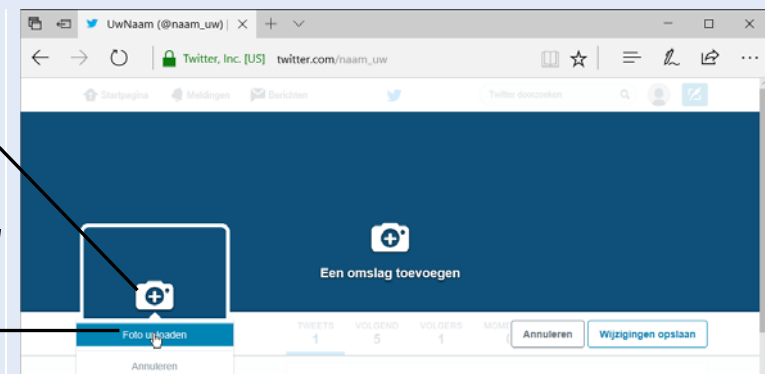 UwNaam (@naam_uw) |
Twitter, Inc. [US] twitter.com/naam_uw
Startpagina Meldingen Berichten Twitter doorzoeken
Een omslag toevoegen
Foto uploaden
TWEETS VOLGEND VOLGERS
1 5 1
Annuleren Wijzigingen opslaan
Annuleren